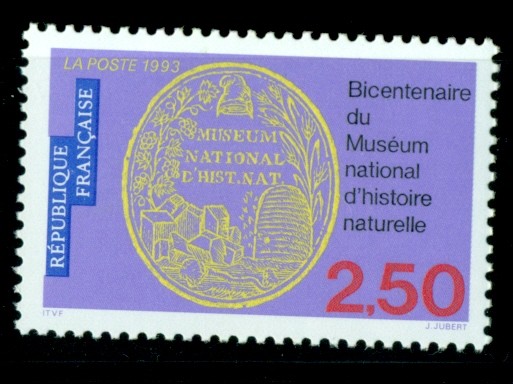 LA POSTE 1993
RÉPUBLIQUE
FRANÇAISE
MUSEUM
NATIONAL
D'HIST. NAT.
Bicentenaire
du
Muséum
national
d'histoire
naturelle
2,50
ITVF
J. JUBERT